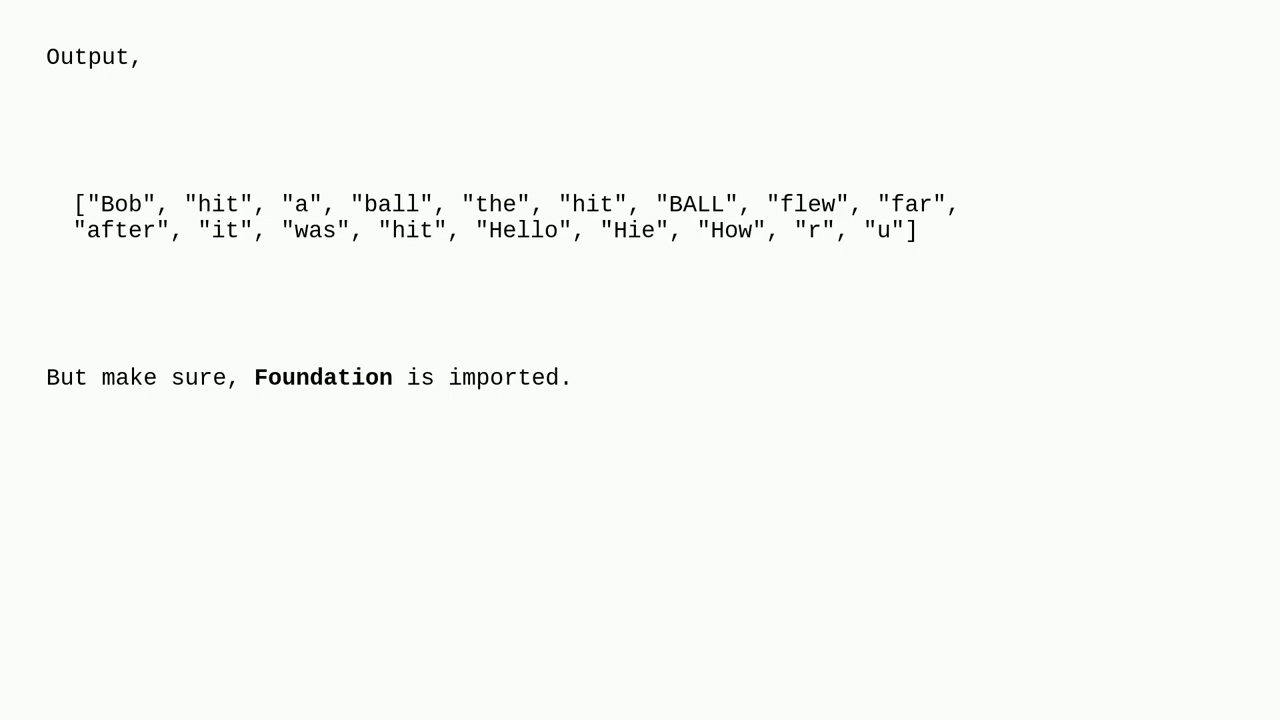 Output,
["Bob", "hit", "a", "ball", "the", "hit", "BALL", "flew", "far",
"after", "it", "was", "hit", "Hello", "Hie", "How", "r", "u"]
But make sure, Foundation is imported.